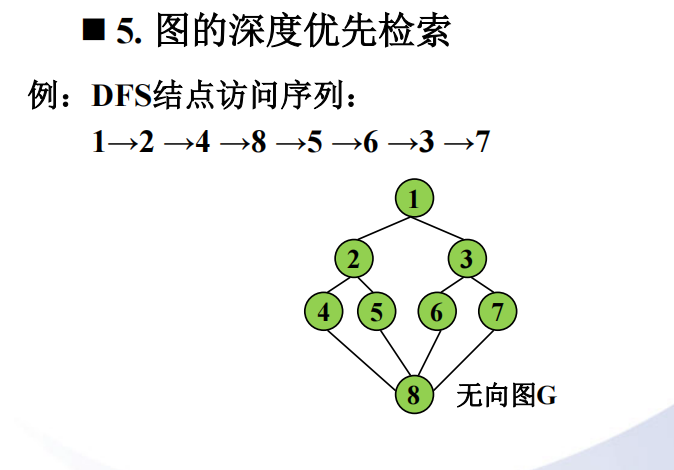 ■ 5. 图的深度优先检索
例：DFS结点访问序列：
1→2 →4 →8 →5 →6 →3 →7
1
2 3
4 5 6 7
8 无向图G